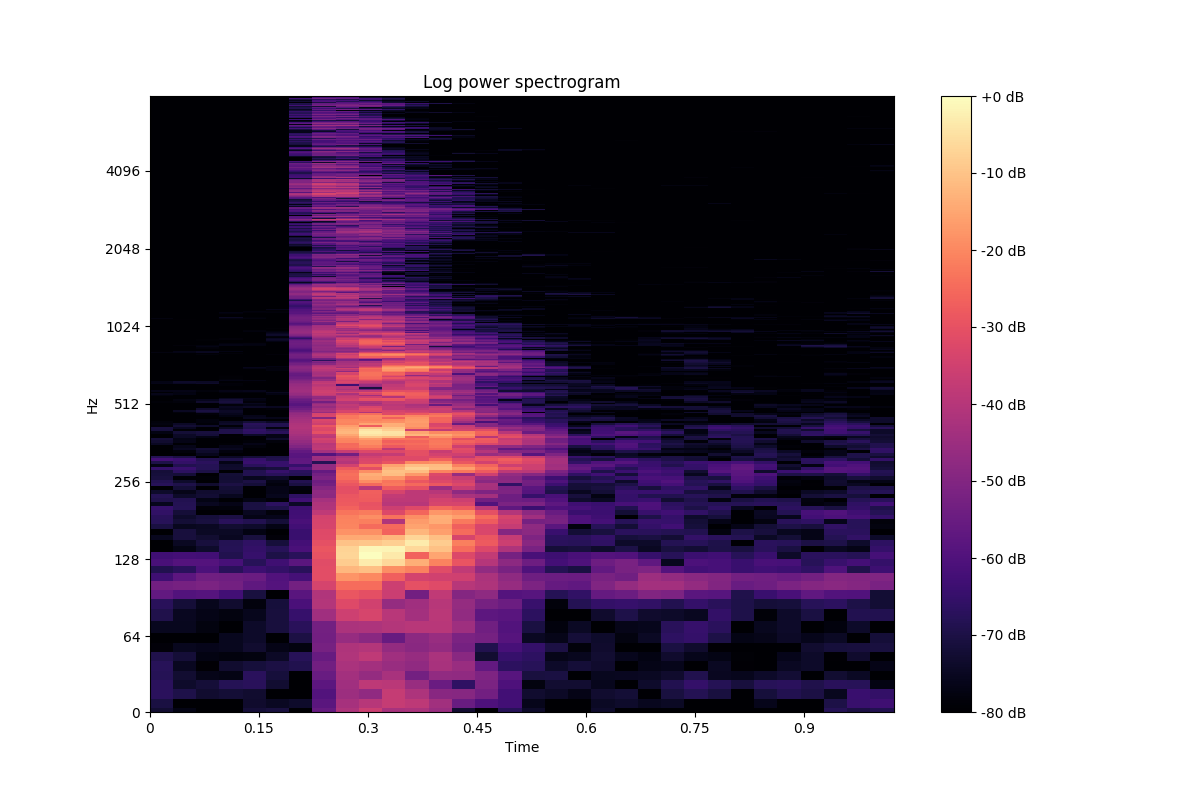 Log power spectrogram
+0 dB
-10 dB
-20 dB
-30 dB
-40 dB
-50 dB
-60 dB
-70 dB
-80 dB
4096
2048
1024
512
256
128
64
0
Hz
0
0.15
0.3
0.45
0.6
0.75
0.9
Time